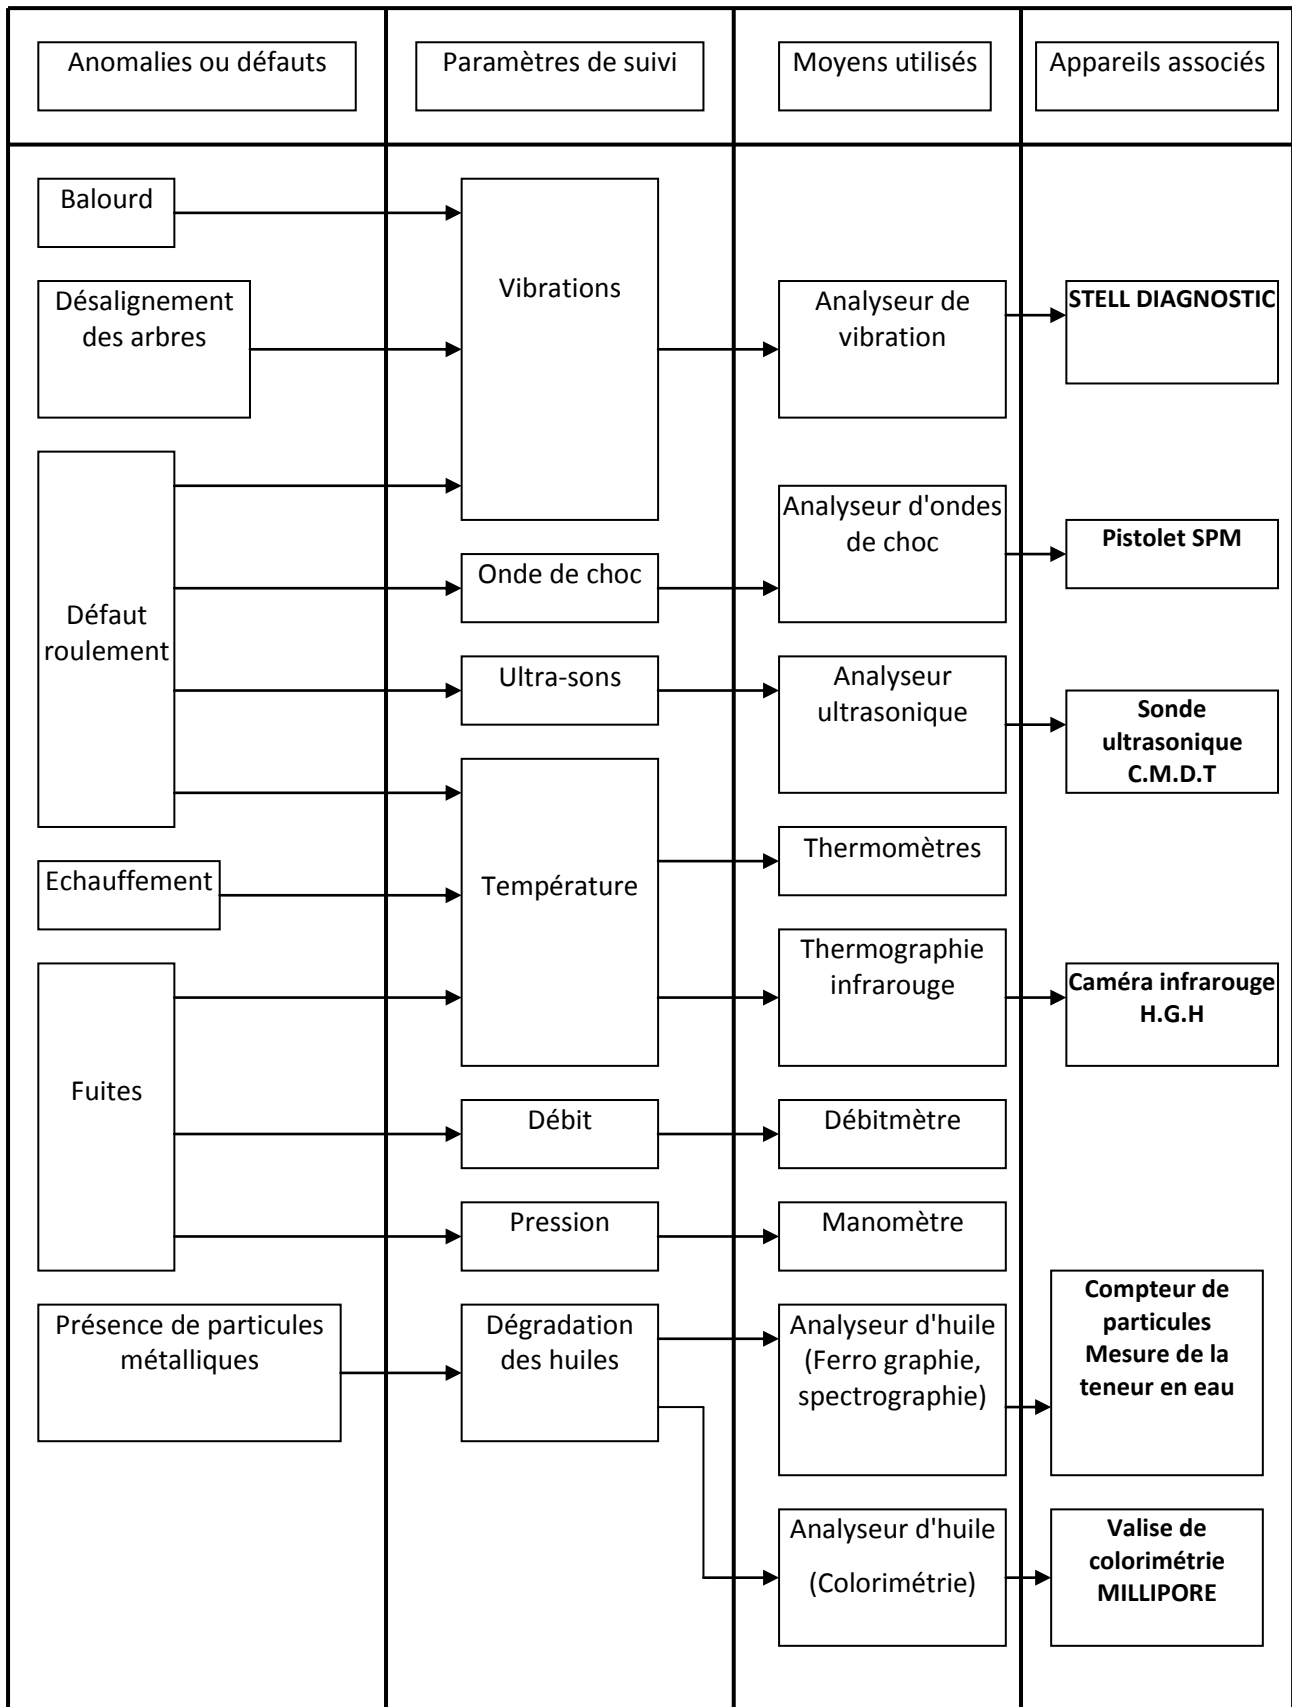 Anomalies ou défauts
Paramètres de suivi
Moyens utilisés
Appareils associés
Balourd
Désalignement
des arbres
Défaut
roulement
Echauffement
Fuites
Présence de particules
métalliques
Vibrations
Onde de choc
Ultra-sons
Température
Débit
Pression
Dégradation
des huiles
Analyseur de
vibration
Analyseur d'ondes
de choc
Analyseur
ultrasonique
Thermomètres
Thermographie
infrarouge
Débitmètre
Manomètre
Analyseur d'huile
(Ferro graphie,
spectrographie)
Analyseur d'huile
(Colorimétrie)
STELL DIAGNOSTIC
Pistolet SPM
Sonde
ultrasonique
C.M.D.T
Caméra infrarouge
H.G.H
Compteur de
particules
Mesure de la
teneur en eau
Valise de
colorimétrie
MILLIPORE